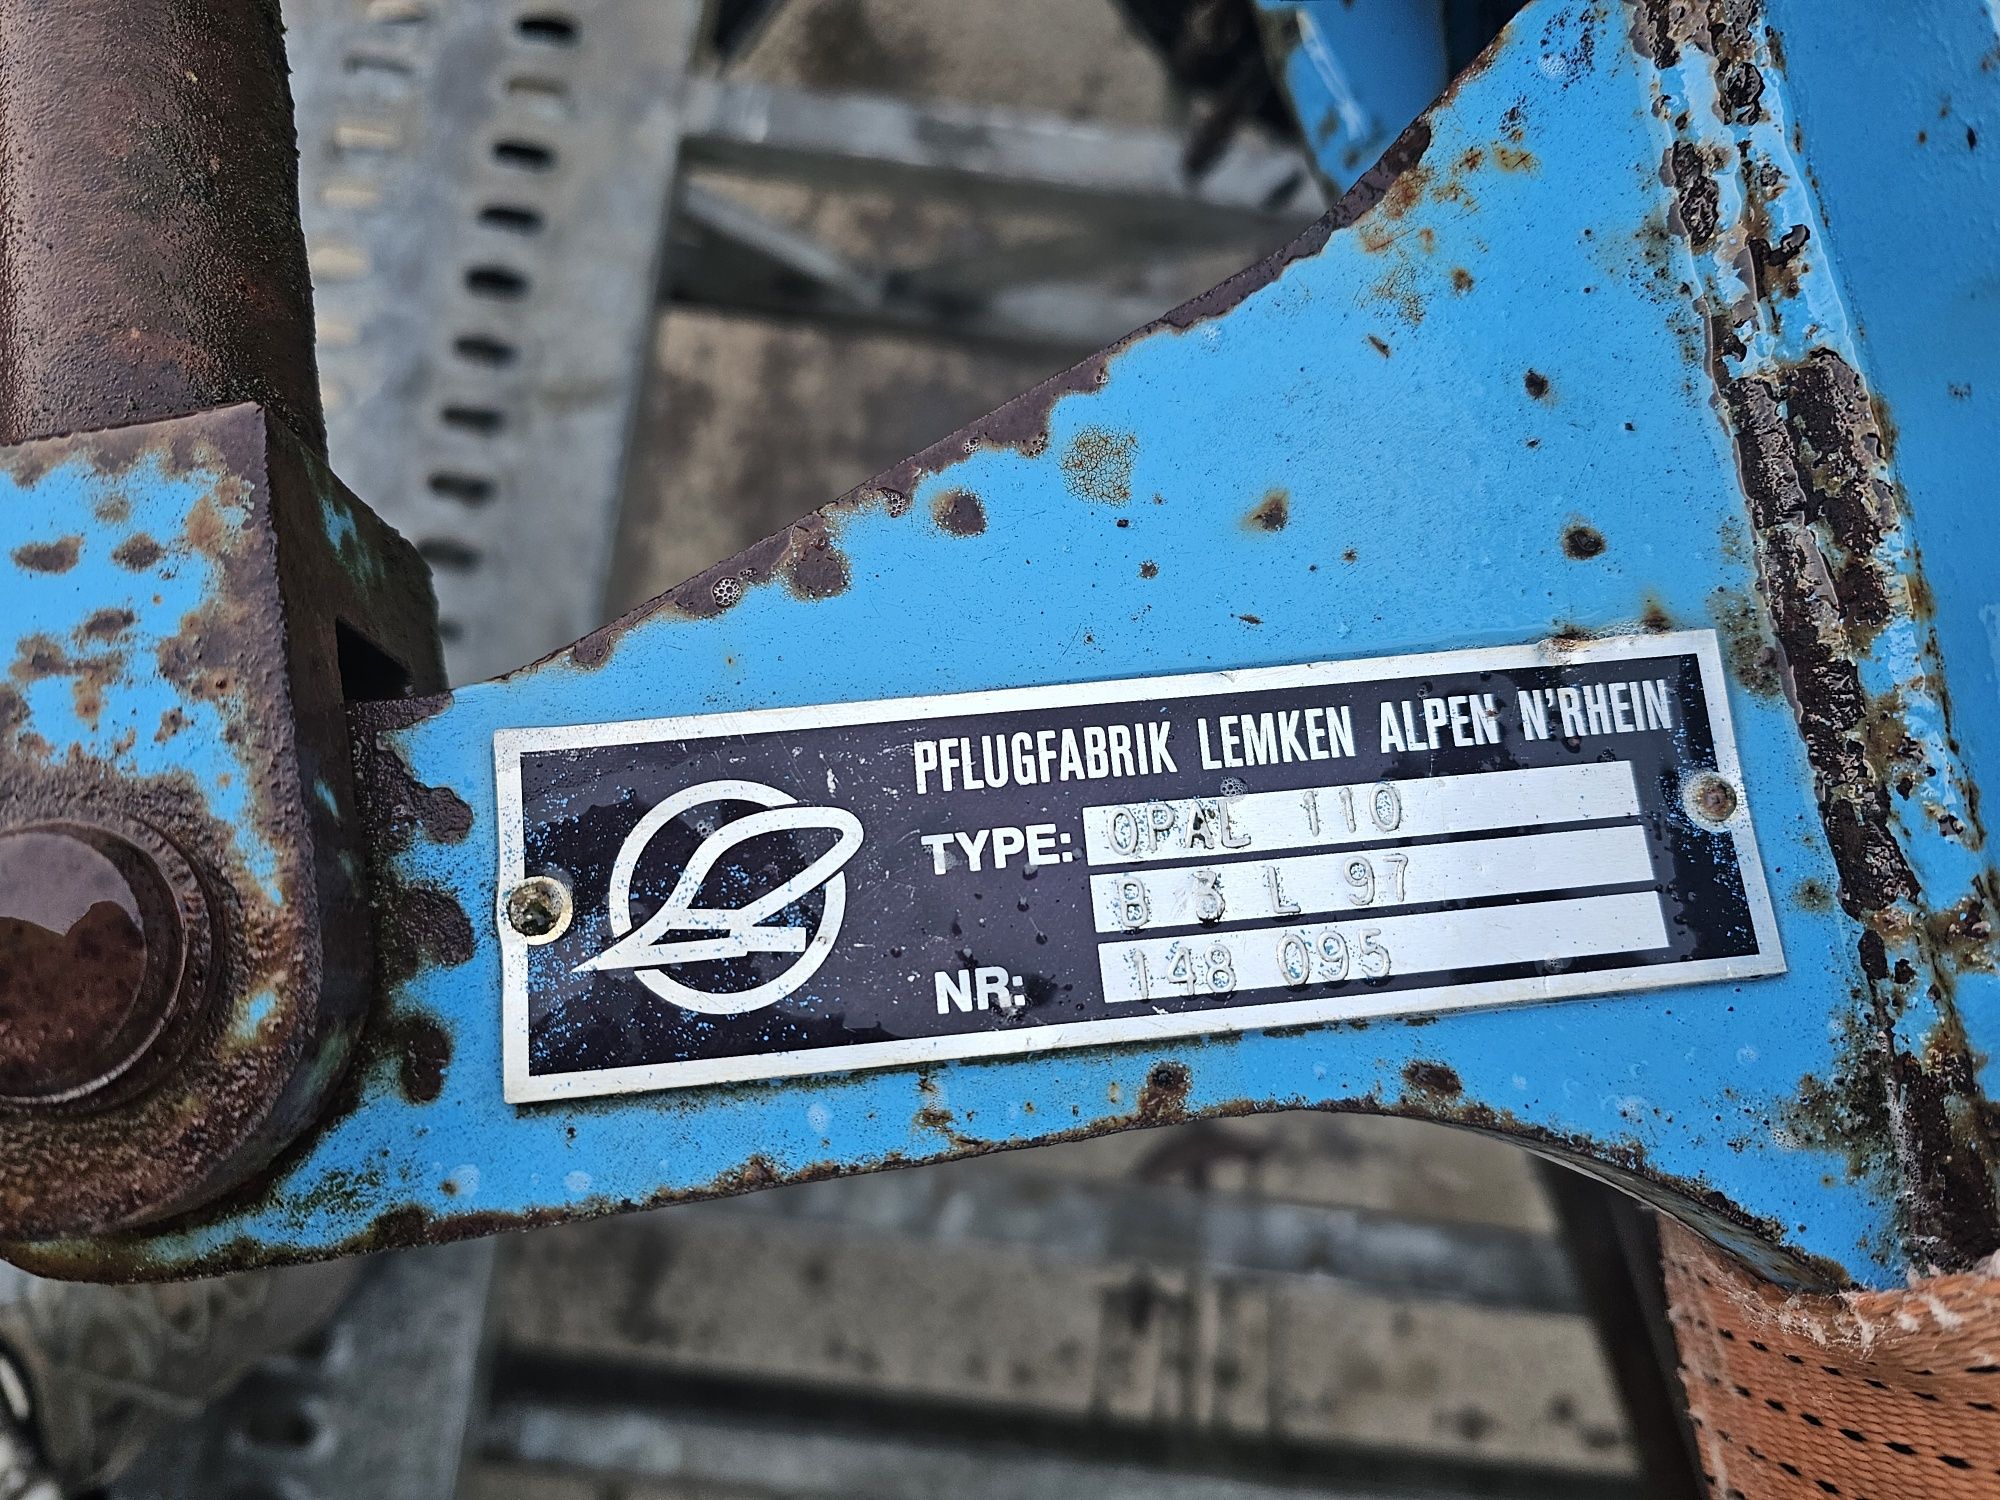 PFLUGFABRIK LEMKEN ALPEN N'RHEIN
TYPE: OPAL 110
B 3 L 97
NR: 148 095